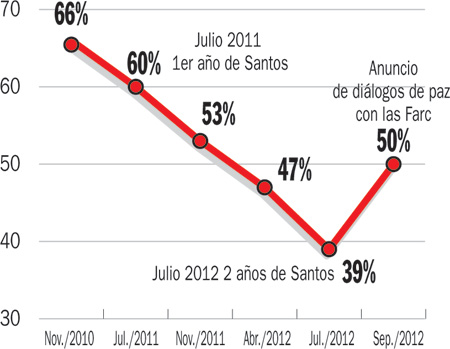 70
66%
Julio 2011
1er año de Santos
60%
60
Anuncio
de diálogos de paz
con las Farc
53%
50%
50
47%
40
Julio 2012 2 años de Santos
39%
30
Nov./2010
Jul./2011
Nov./2011
Abr./2012
Jul./2012
Sep./2012